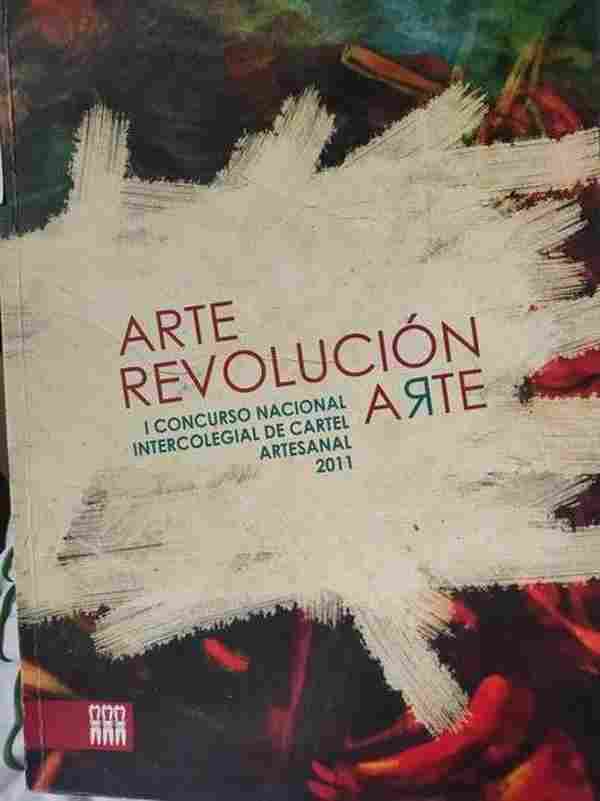 ARTE
REVOLUCIÓN
AЯTE
I CONCURSO NACIONAL
INTERCOLEGIAL DE CARTEL
ARTESANAL
2011